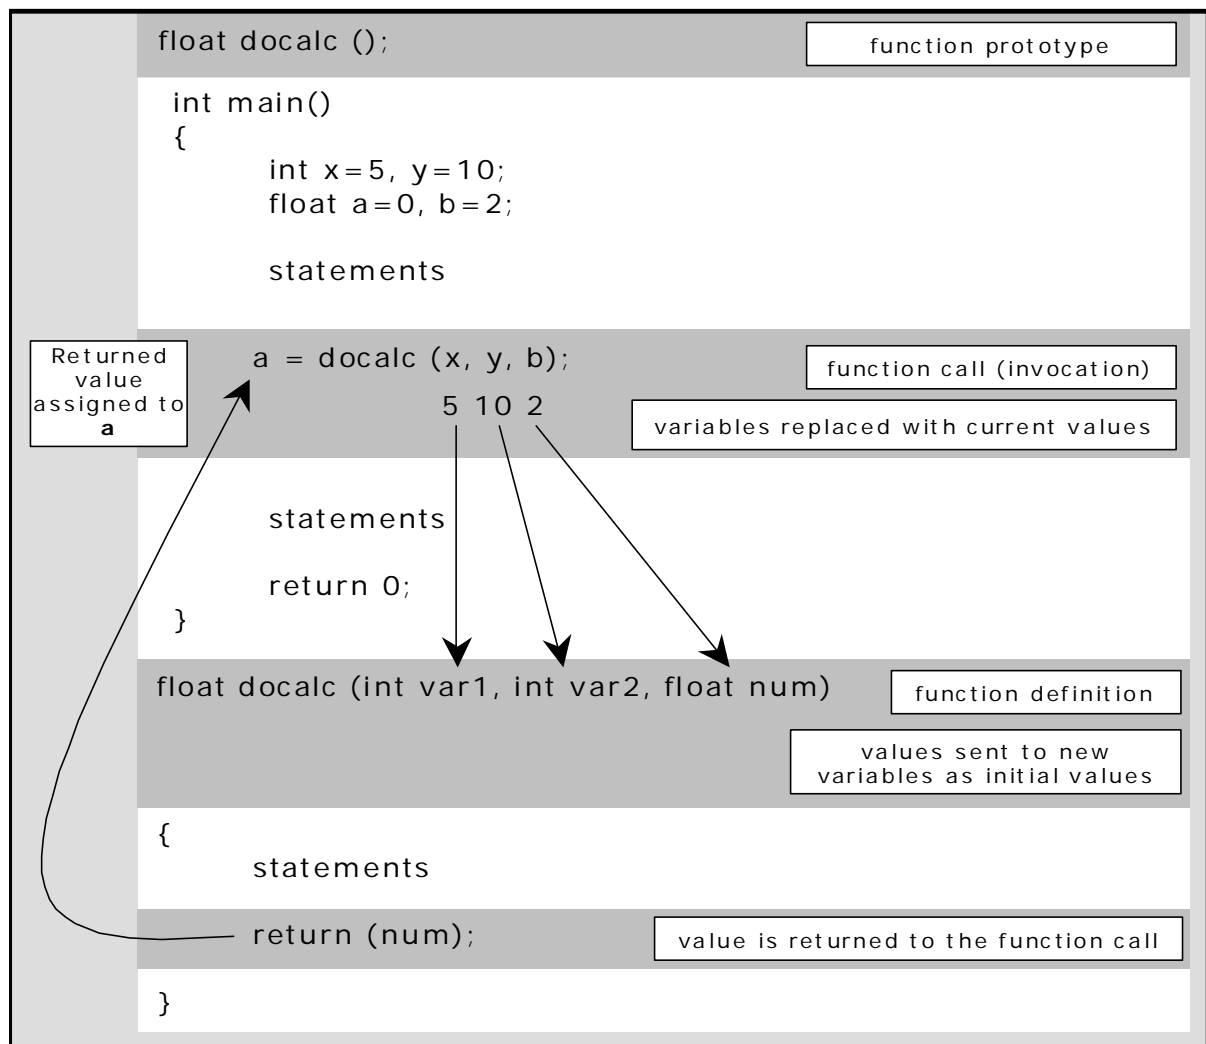 float docalc ();
function prototype
int main()
{
int x=5, y=10;
float a=0, b=2;
statements
Returned
value
assigned to
a
a = docalc (x, y, b);
function call (invocation)
5 10 2
variables replaced with current values
statements
return 0;
}
float docalc (int var1, int var2, float num)
function definition
values sent to new
variables as initial values
{
statements
return (num);
value is returned to the function call
}